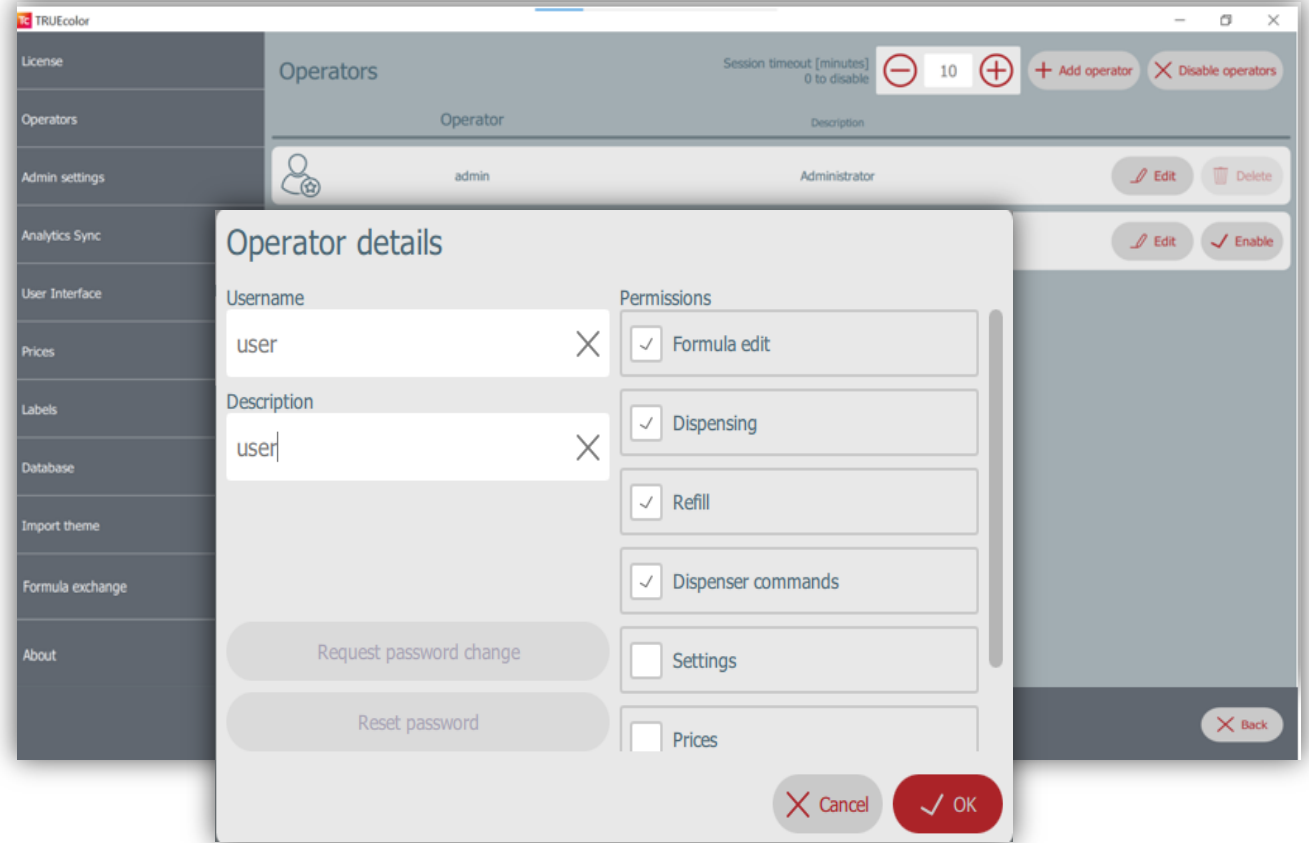 Tc TRUEcolor
License
Operators
Admin settings
Analytics Sync
User Interface
Prices
Labels
Database
Import theme
Formula exchange
About
Operators
Session timeout [minutes]
0 to disable
10
Add operator
Disable operators
Operator Description
admin Administrator Edit Delete
Edit Enable
Operator details
Username
user
Description
user
Request password change
Reset password
Permissions
Formula edit
Dispensing
Refill
Dispenser commands
Settings
Prices
Cancel OK
Back